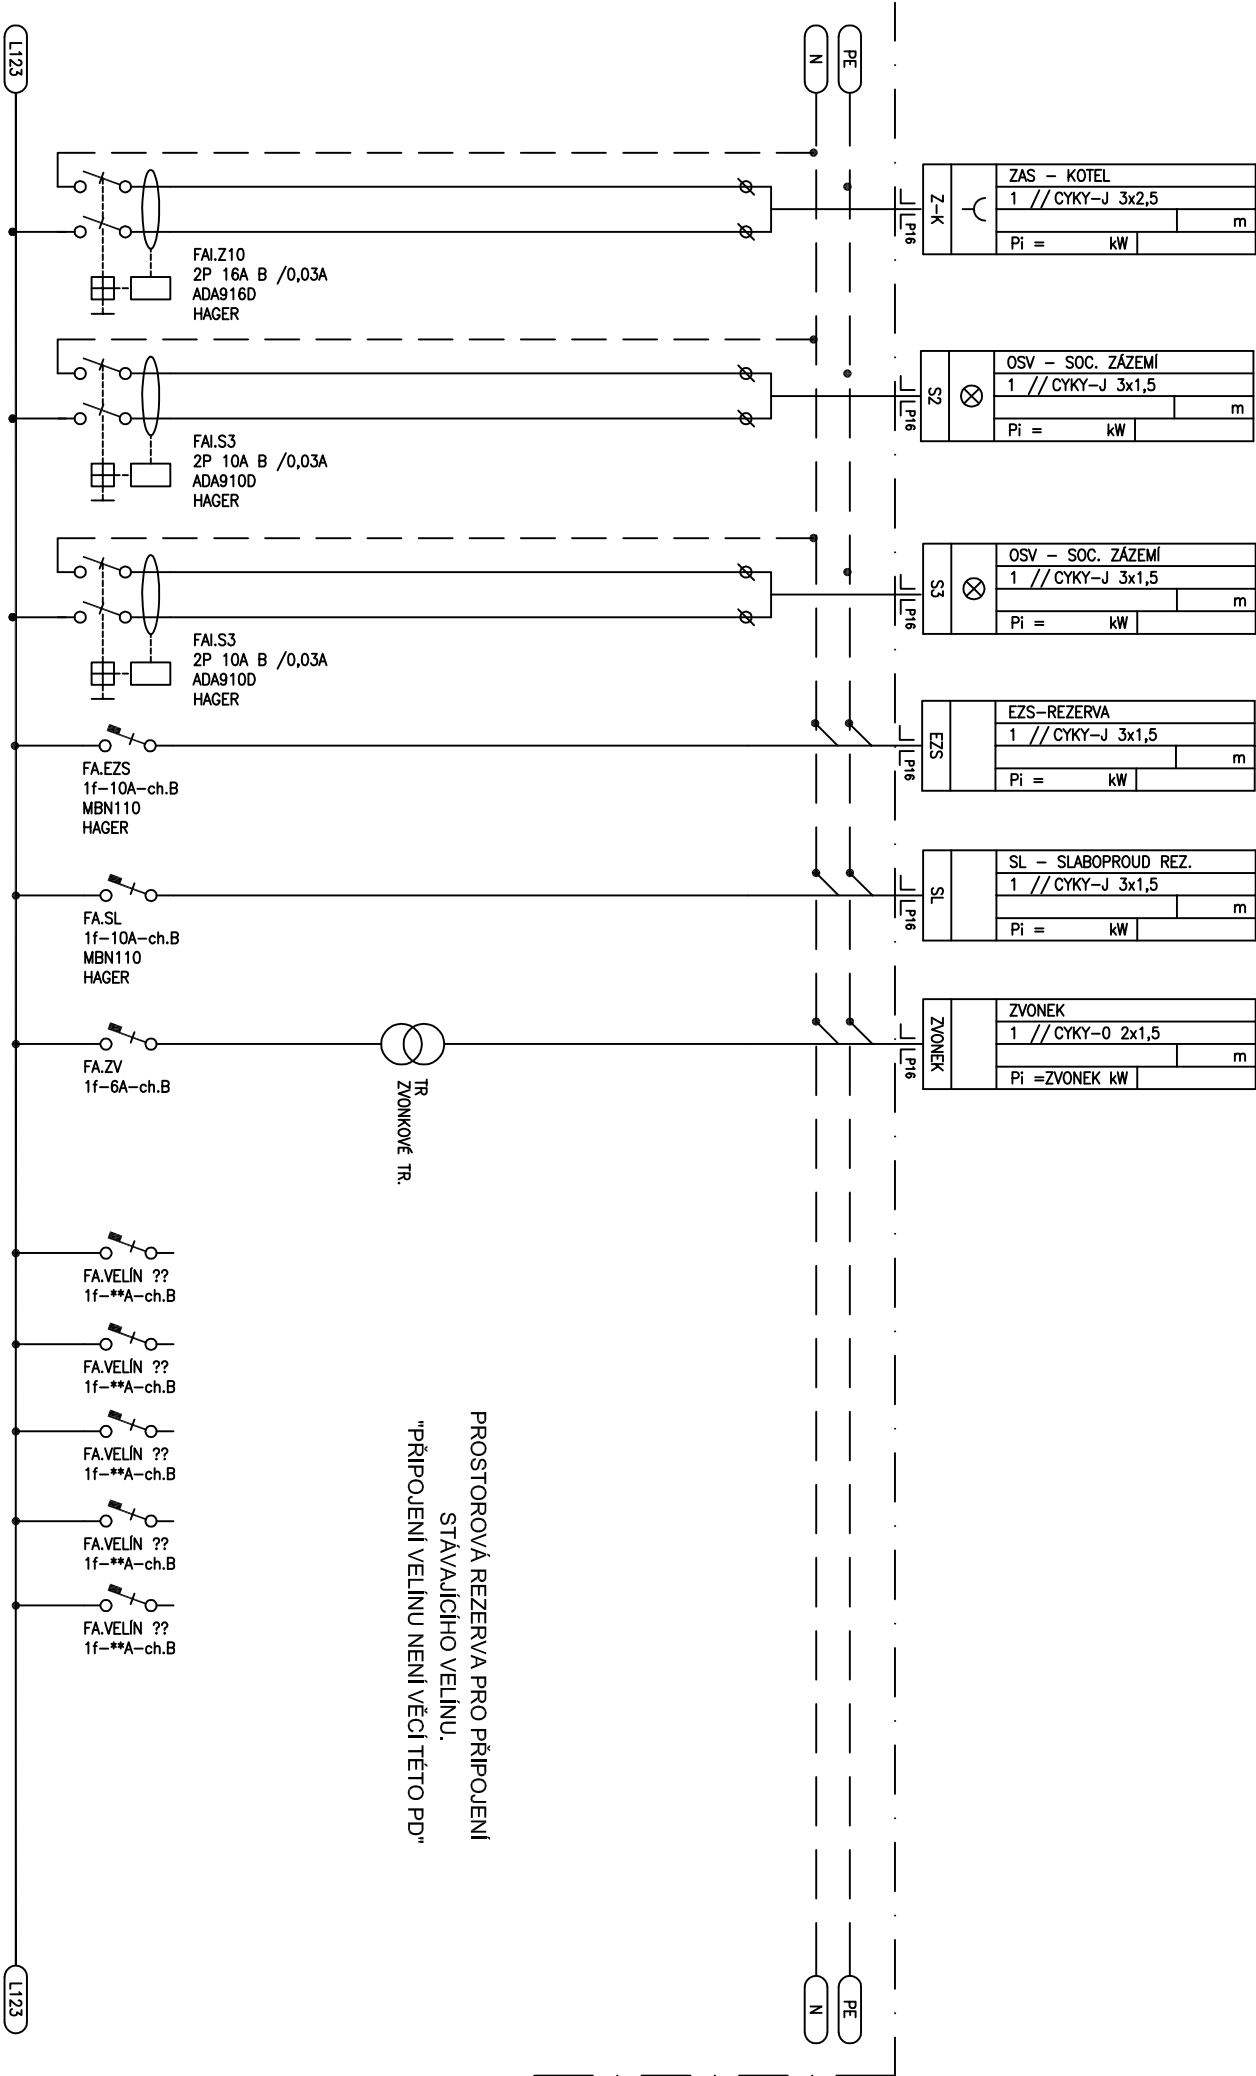 L123
N
PE
FAI.Z10
2P 16A B /0,03A
ADA916D
HAGER
P16
Z-K
ZAS - KOTEL
1 // CYKY-J 3x2,5
m
Pi = kW
FAI.S3
2P 10A B /0,03A
ADA910D
HAGER
P16
S2
OSV - SOC. ZÁZEMÍ
1 // CYKY-J 3x1,5
m
Pi = kW
FAI.S3
2P 10A B /0,03A
ADA910D
HAGER
P16
S3
OSV - SOC. ZÁZEMÍ
1 // CYKY-J 3x1,5
m
Pi = kW
FA.EZS
1f-10A-ch.B
MBN110
HAGER
P16
EZS
EZS-REZERVA
1 // CYKY-J 3x1,5
m
Pi = kW
FA.SL
1f-10A-ch.B
MBN110
HAGER
P16
SL
SL - SLABOPROUD REZ.
1 // CYKY-J 3x1,5
m
Pi = kW
FA.ZV
1f-6A-ch.B
TR
ZVONKOVÉ TR.
P16
ZVONEK
ZVONEK
1 // CYKY-O 2x1,5
m
Pi =ZVONEK kW
FA.VELÍN ??
1f-**A-ch.B
FA.VELÍN ??
1f-**A-ch.B
FA.VELÍN ??
1f-**A-ch.B
FA.VELÍN ??
1f-**A-ch.B
FA.VELÍN ??
1f-**A-ch.B
PROSTOROVÁ REZERVA PRO PŘIPOJENÍ
STÁVAJÍCÍHO VELÍNU.
"PŘIPOJENÍ VELÍNU NENÍ VĚCÍ TÉTO PD"
L123
N
PE